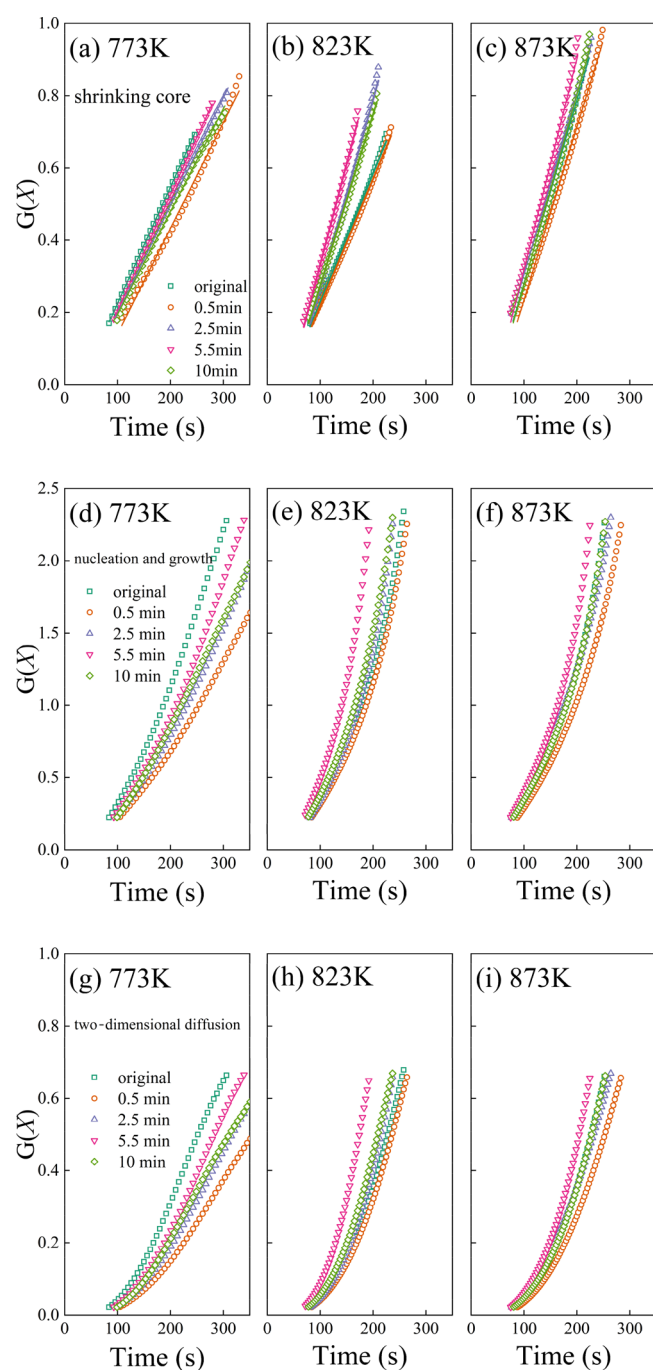 (a) 773K
(b) 823K
(c) 873K
shrinking core
G(X)
1.0
0.8
0.6
0.4
0.2
0.0
original
0.5min
2.5min
5.5min
10min
0 100 200 300
0 100 200 300
0 100 200 300
Time (s)
Time (s)
Time (s)
(d) 773K
(e) 823K
(f) 873K
nucleation and growth
G(X)
2.5
2.0
1.5
1.0
0.5
0.0
original
0.5 min
2.5 min
5.5 min
10 min
0 100 200 300
0 100 200 300
0 100 200 300
Time (s)
Time (s)
Time (s)
(g) 773K
(h) 823K
(i) 873K
two-dimensional diffusion
G(X)
1.0
0.8
0.6
0.4
0.2
0.0
original
0.5 min
2.5 min
5.5 min
10 min
0 100 200 300
0 100 200 300
0 100 200 300
Time (s)
Time (s)
Time (s)